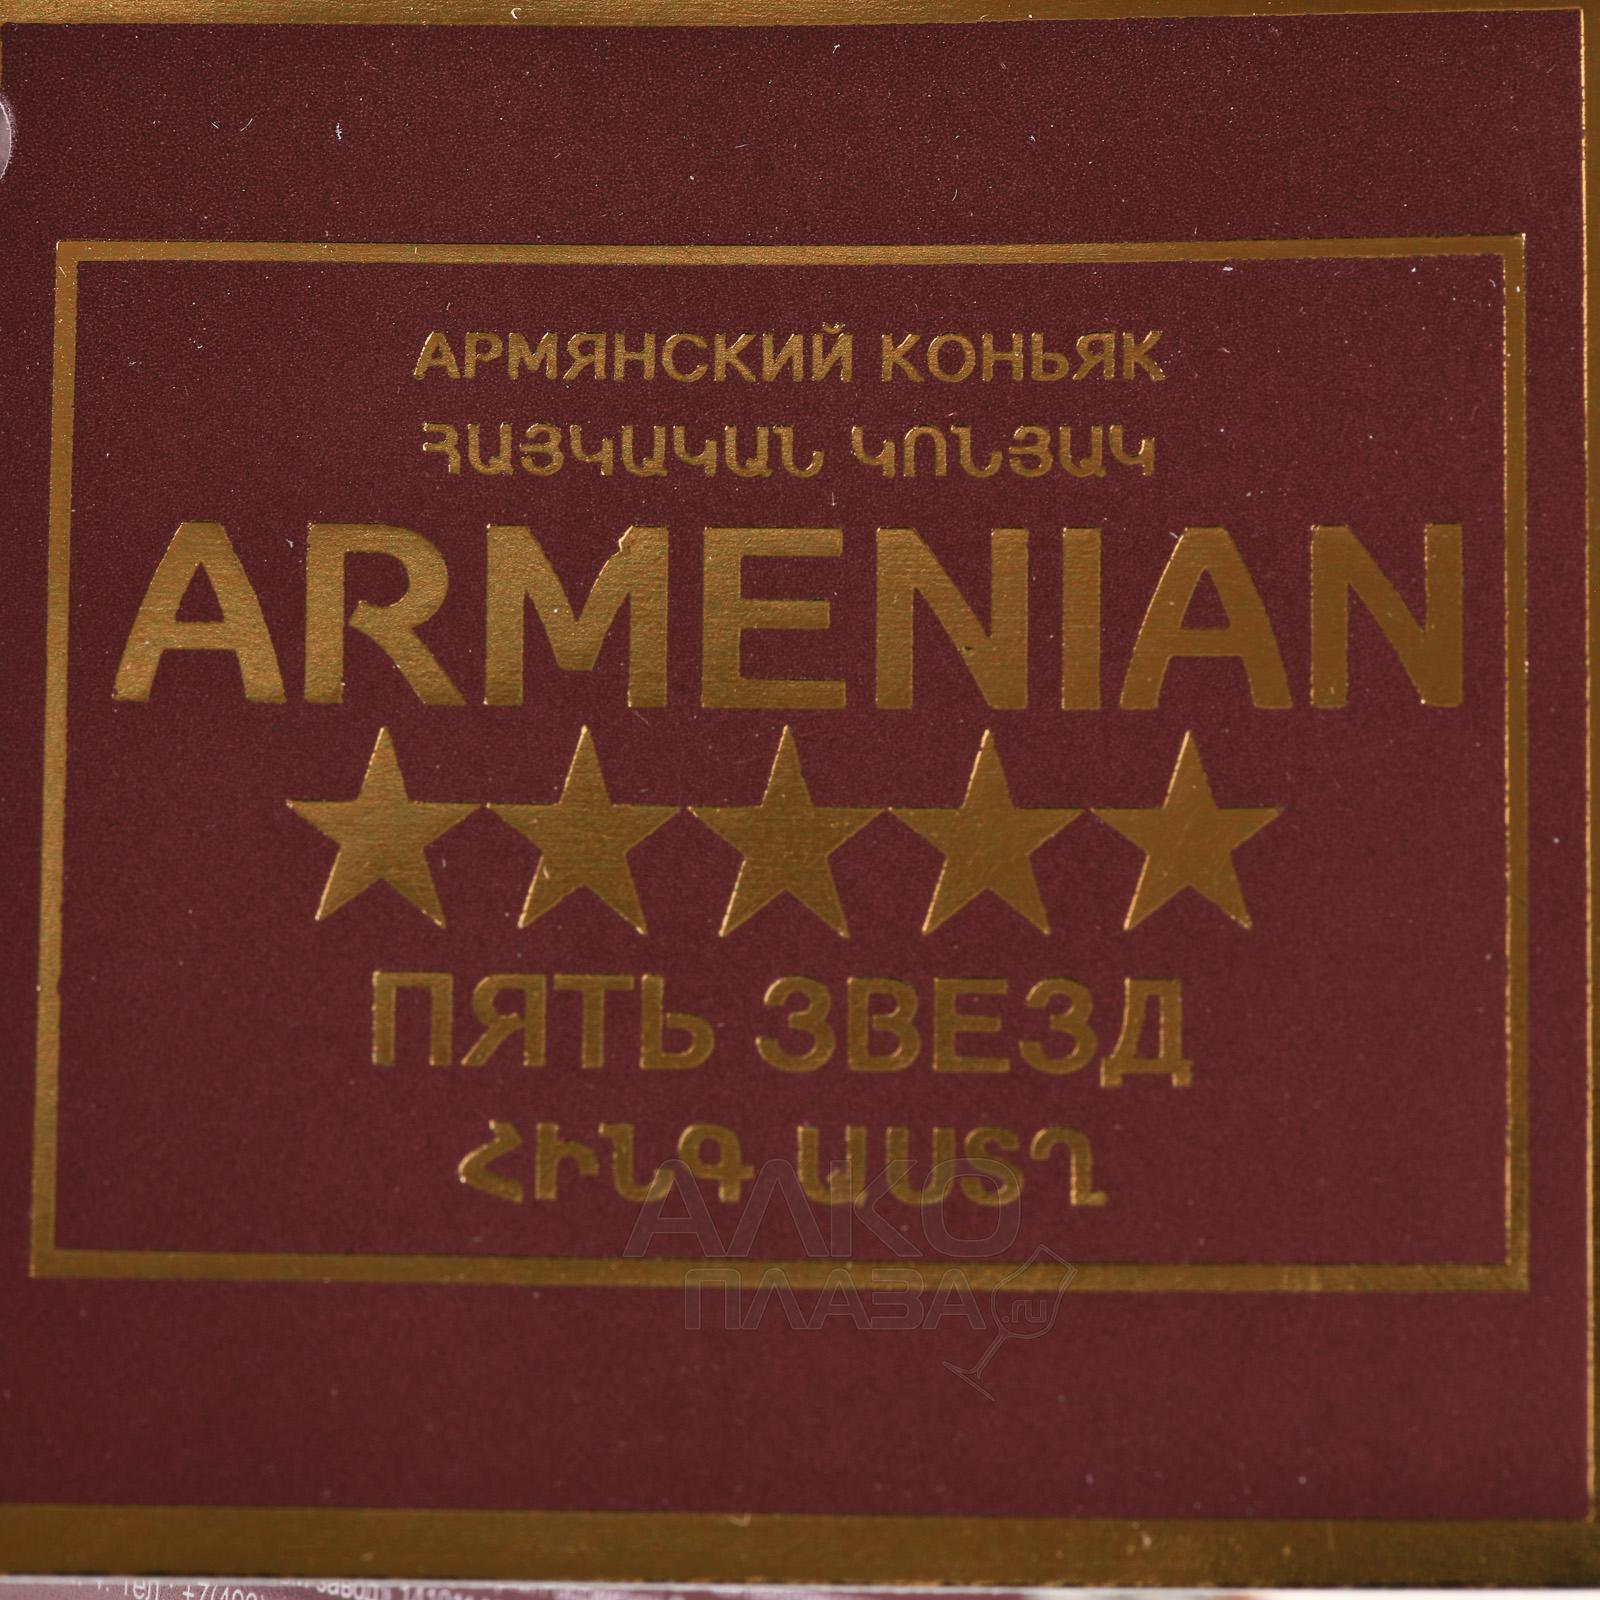 АРМЯНСКИЙ КОНЬЯК
ՀԱՅԿԱԿԱՆ ԿՈՆՅԱԿ
ARMENIAN
ПЯТЬ ЗВЕЗД
ՀԻՆԳ ԱՍՏՂ
АЛКО
ПЛАЗА.ru